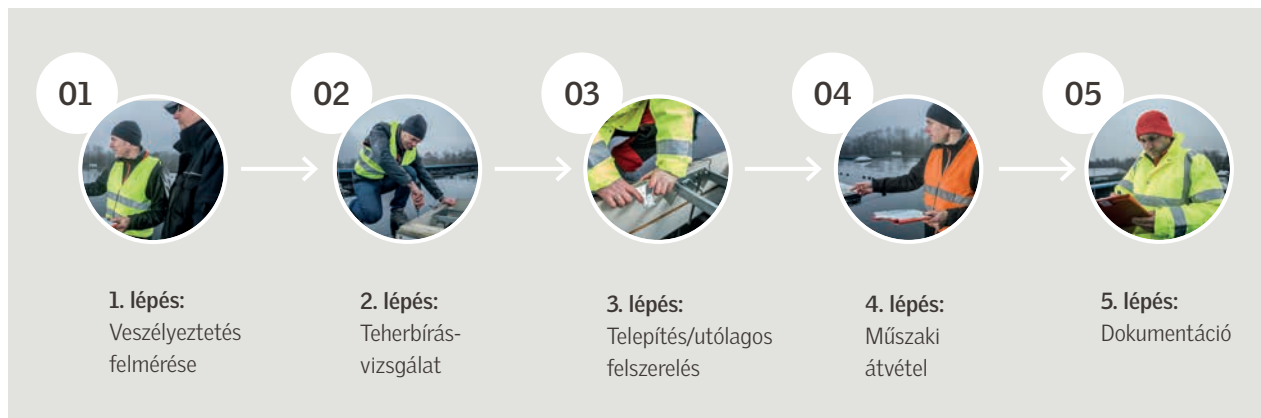 01
02
03
04
05
1. lépés:
Veszélyeztetés
felmérése
2. lépés:
Teherbírás-
vizsgálat
3. lépés:
Telepítés/utólagos
felszerelés
4. lépés:
Műszaki
átvétel
5. lépés:
Dokumentáció